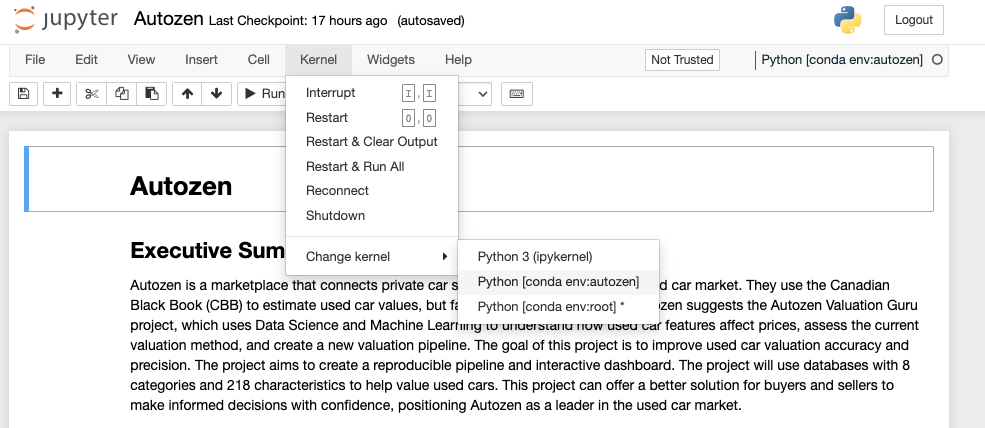 jupyter Autozen Last Checkpoint: 17 hours ago (autosaved) Logout
File Edit View Insert Cell Kernel Widgets Help Not Trusted Python [conda env:autozen]
Run
Interrupt I , I
Restart 0 , 0
Restart & Clear Output
Restart & Run All
Reconnect
Shutdown
Change kernel
Python 3 (ipykernel)
Python [conda env:autozen]
Python [conda env:root] *
Autozen
Executive Sum
Autozen is a marketplace that connects private car s d car market. They use the Canadian
Black Book (CBB) to estimate used car values, but fa zen suggests the Autozen Valuation Guru
project, which uses Data Science and Machine Learning to understand how used car features affect prices, assess the current
valuation method, and create a new valuation pipeline. The goal of this project is to improve used car valuation accuracy and
precision. The project aims to create a reproducible pipeline and interactive dashboard. The project will use databases with 8
categories and 218 characteristics to help value used cars. This project can offer a better solution for buyers and sellers to
make informed decisions with confidence, positioning Autozen as a leader in the used car market.